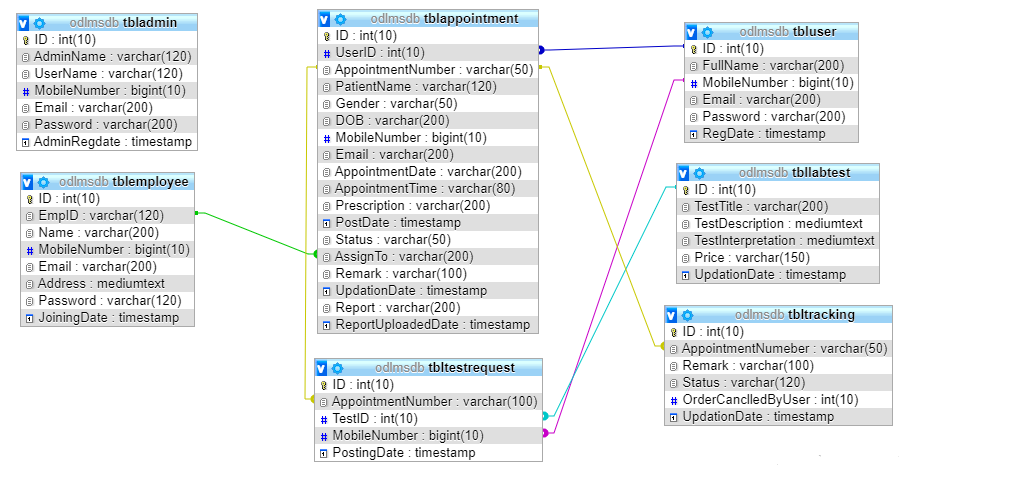 odlmsdb tbladmin
ID : int(10)
AdminName : varchar(120)
UserName : varchar(120)
MobileNumber : bigint(10)
Email : varchar(200)
Password : varchar(200)
AdminRegdate : timestamp
odlmsdb tblemployee
ID : int(10)
EmpID : varchar(120)
Name : varchar(200)
MobileNumber : bigint(10)
Email : varchar(200)
Address : mediumtext
Password : varchar(120)
JoiningDate : timestamp
odlmsdb tblappointment
ID : int(10)
UserID : int(10)
AppointmentNumber : varchar(50)
PatientName : varchar(120)
Gender : varchar(50)
DOB : varchar(200)
MobileNumber : bigint(10)
Email : varchar(200)
AppointmentDate : varchar(200)
AppointmentTime : varchar(80)
Prescription : varchar(200)
PostDate : timestamp
Status : varchar(50)
AssignTo : varchar(200)
Remark : varchar(100)
UpdationDate : timestamp
Report : varchar(200)
ReportUploadedDate : timestamp
odlmsdb tbltestrequest
ID : int(10)
AppointmentNumber : varchar(100)
TestID : int(10)
MobileNumber : bigint(10)
PostingDate : timestamp
odlmsdb tbluser
ID : int(10)
FullName : varchar(200)
MobileNumber : bigint(10)
Email : varchar(200)
Password : varchar(200)
RegDate : timestamp
odlmsdb tbllabtest
ID : int(10)
TestTitle : varchar(200)
TestDescription : mediumtext
TestInterpretation : mediumtext
Price : varchar(150)
UpdationDate : timestamp
odlmsdb tbltracking
ID : int(10)
AppointmentNumeber : varchar(50)
Remark : varchar(100)
Status : varchar(120)
OrderCanclledByUser : int(10)
UpdationDate : timestamp